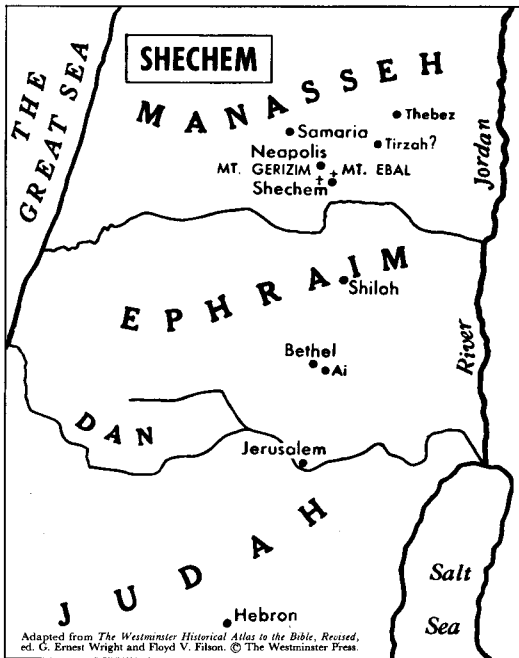 SHECHEM
THE
GREAT SEA
MANASSEH
Thebez
Samaria
Tirzah?
Neapolis
MT. GERIZIM
MT. EBAL
Shechem
Jordan
EPHRAIM
Shiloh
Bethel
Ai
River
DAN
Jerusalem
JUDAH
Salt
Sea
Hebron
Adapted from The Westminster Historical Atlas to the Bible, Revised,
ed. G. Ernest Wright and Floyd V. Filson. © The Westminster Press.